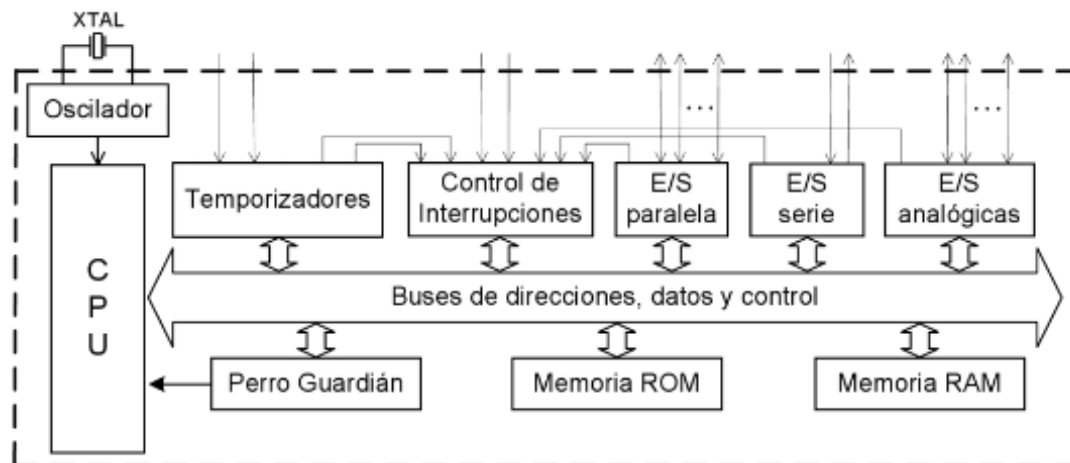 XTAL
Oscilador
CPU
Temporizadores
Control de
Interrupciones
E/S
paralela
E/S
serie
E/S
analógicas
...
...
Buses de direcciones, datos y control
Perro Guardián
Memoria ROM
Memoria RAM